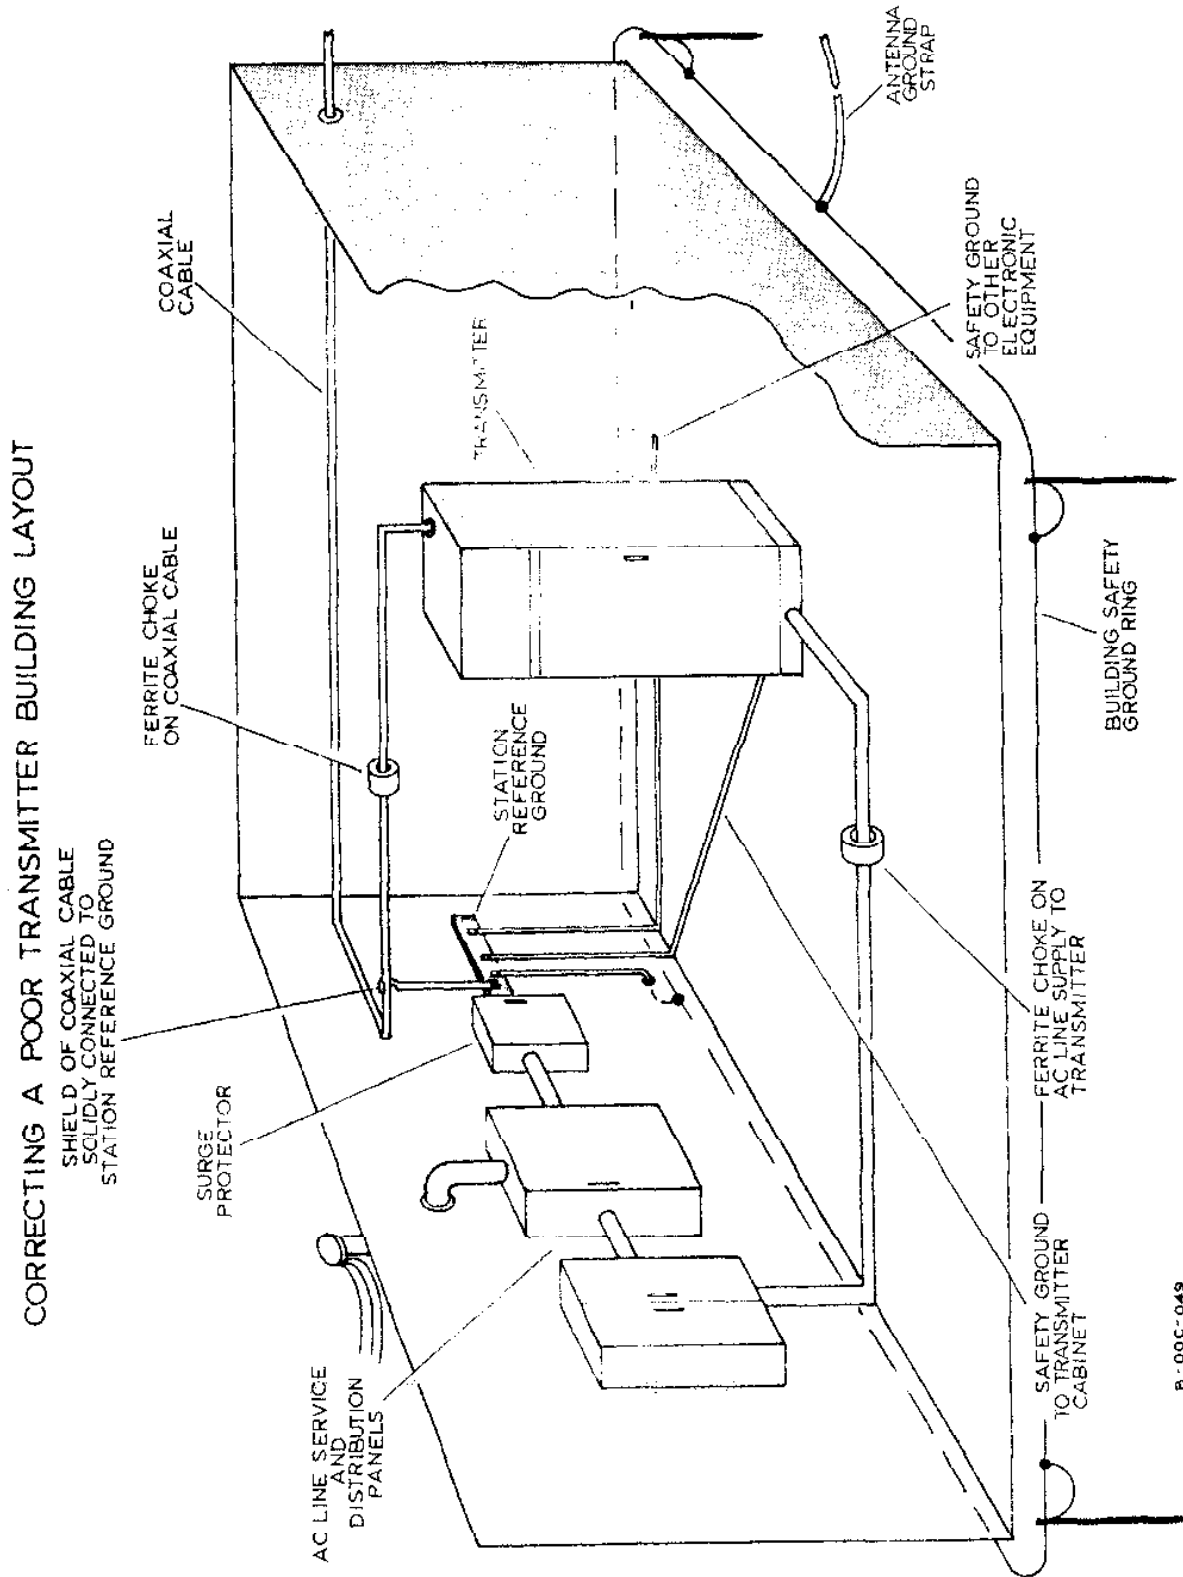 CORRECTING A POOR TRANSMITTER BUILDING LAYOUT
SHIELD OF COAXIAL CABLE
SOLIDLY CONNECTED TO
STATION REFERENCE GROUND
FERRITE CHOKE
ON COAXIAL CABLE
COAXIAL
CABLE
SURGE
PROTECTOR
AC LINE SERVICE
AND
DISTRIBUTION
PANELS
STATION
REFERENCE
GROUND
TRANSMITTER
ANTENNA
GROUND
STRAP
SAFETY GROUND
TO OTHER
ELECTRONIC
EQUIPMENT
SAFETY GROUND
TO TRANSMITTER
CABINET
FERRITE CHOKE ON
AC LINE SUPPLY TO
TRANSMITTER
BUILDING SAFETY
GROUND RING